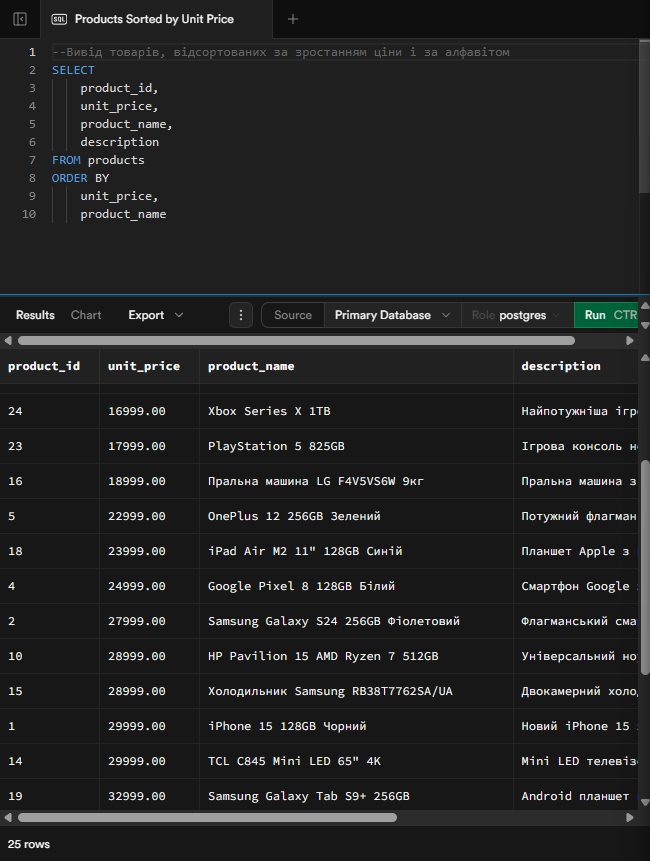 SQL Products Sorted by Unit Price
1 --Вивід товарів, відсортованих за зростанням ціни і за алфавітом
2 SELECT
3 product_id,
4 unit_price,
5 product_name,
6 description
7 FROM products
8 ORDER BY
9 unit_price,
10 product_name
Results Chart Export Source Primary Database Role postgres Run CTR
product_id unit_price product_name description
24 16999.00 Xbox Series X 1TB Найпотужніша ігр
23 17999.00 PlayStation 5 825GB Ігрова консоль
16 18999.00 Пральна машина LG F4V5VS6W 9кг Пральна машина з
5 22999.00 OnePlus 12 256GB Зелений Потужний флагман
18 23999.00 iPad Air M2 11" 128GB Синій Планшет Apple з
4 24999.00 Google Pixel 8 128GB Білий Смартфон Google
2 27999.00 Samsung Galaxy S24 256GB Фіолетовий Флагманський сма
10 28999.00 HP Pavilion 15 AMD Ryzen 7 512GB Універсальний но
15 28999.00 Холодильник Samsung RB38T7762SA/UA Двокамерний холо
1 29999.00 iPhone 15 128GB Чорний Новий iPhone 15
14 29999.00 TCL C845 Mini LED 65" 4K Mini LED телевіз
19 32999.00 Samsung Galaxy Tab S9+ 256GB Android планшет
25 rows